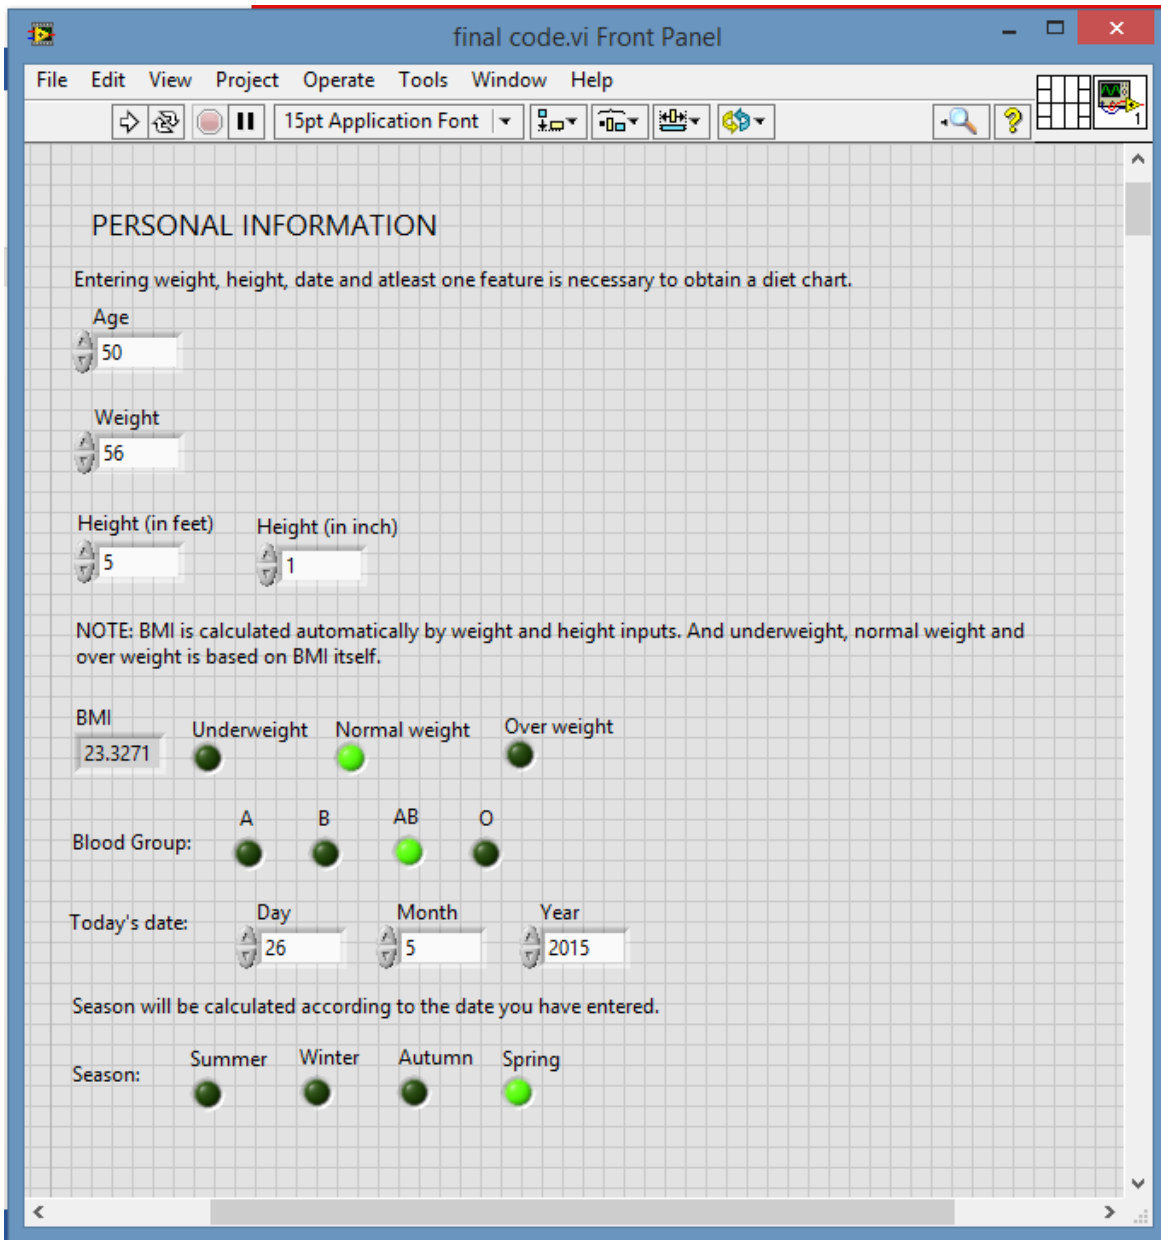 final code.vi Front Panel
File Edit View Project Operate Tools Window Help
15pt Application Font
1
PERSONAL INFORMATION
Entering weight, height, date and atleast one feature is necessary to obtain a diet chart.
Age
50
Weight
56
Height (in feet) Height (in inch)
5 1
NOTE: BMI is calculated automatically by weight and height inputs. And underweight, normal weight and
over weight is based on BMI itself.
BMI Underweight Normal weight Over weight
23.3271
A B AB O
Blood Group:
Day Month Year
Today's date: 26 5 2015
Season will be calculated according to the date you have entered.
Summer Winter Autumn Spring
Season: